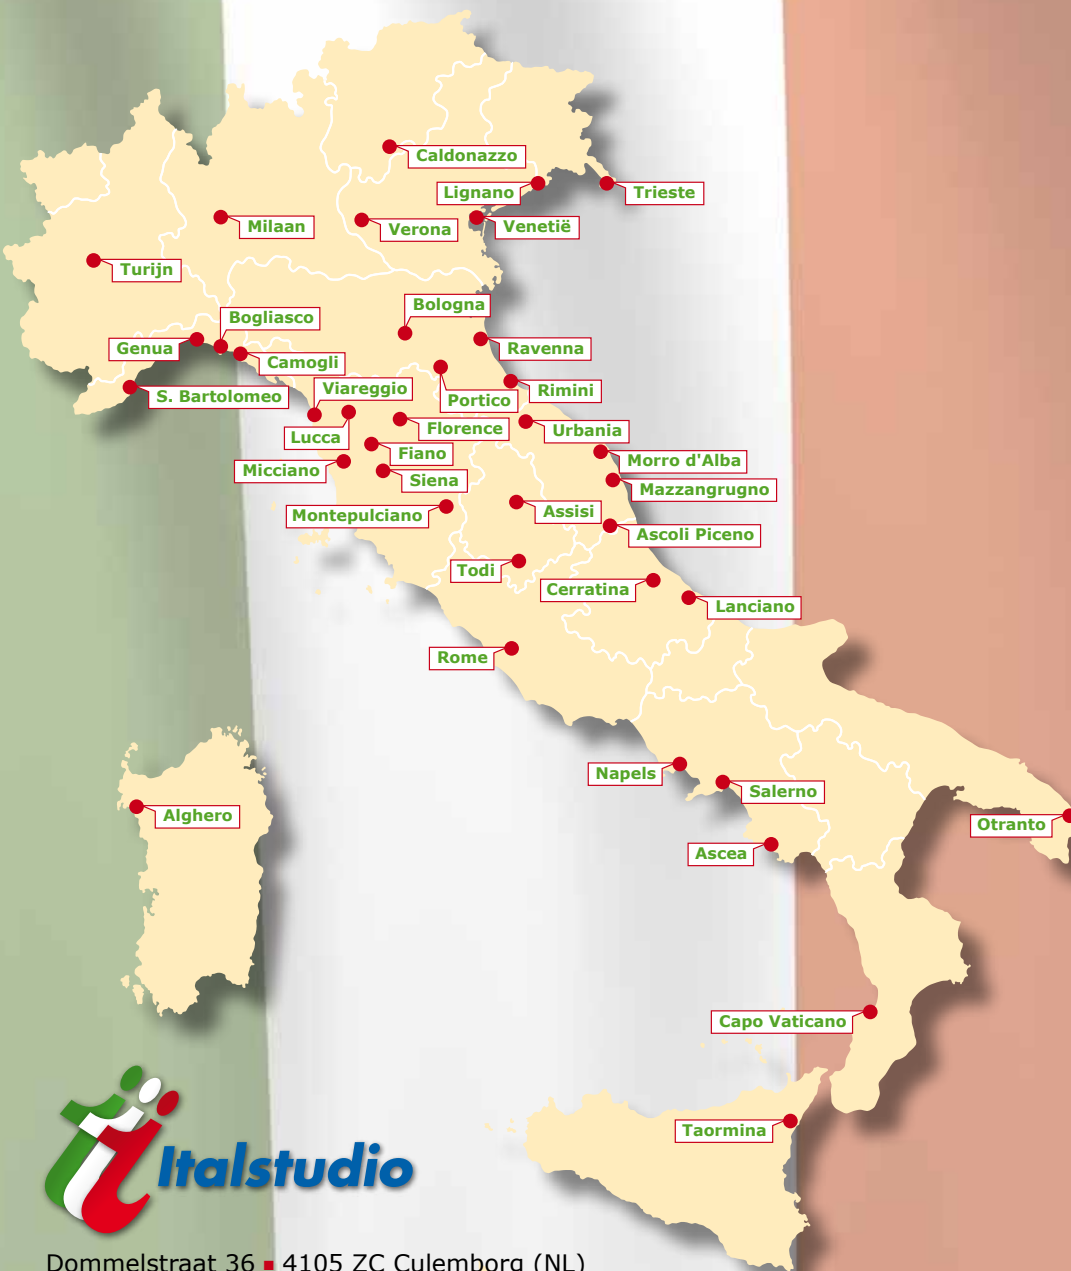 Caldonazzo
Lignano
Trieste
Milaan
Verona
Venetië
Turijn
Bologna
Bogliasco
Genua
Ravenna
Camogli
Viareggio
Rimini
S. Bartolomeo
Portico
Florence
Urbania
Lucca
Fiano
Morro d'Alba
Micciano
Siena
Mazzangrugno
Montepulciano
Assisi
Ascoli Piceno
Todi
Cerratina
Lanciano
Rome
Napels
Salerno
Alghero
Otranto
Ascea
Capo Vaticano
Taormina
Italstudio
Dommelstraat 36 ▪ 4105 ZC Culemborg (NL)